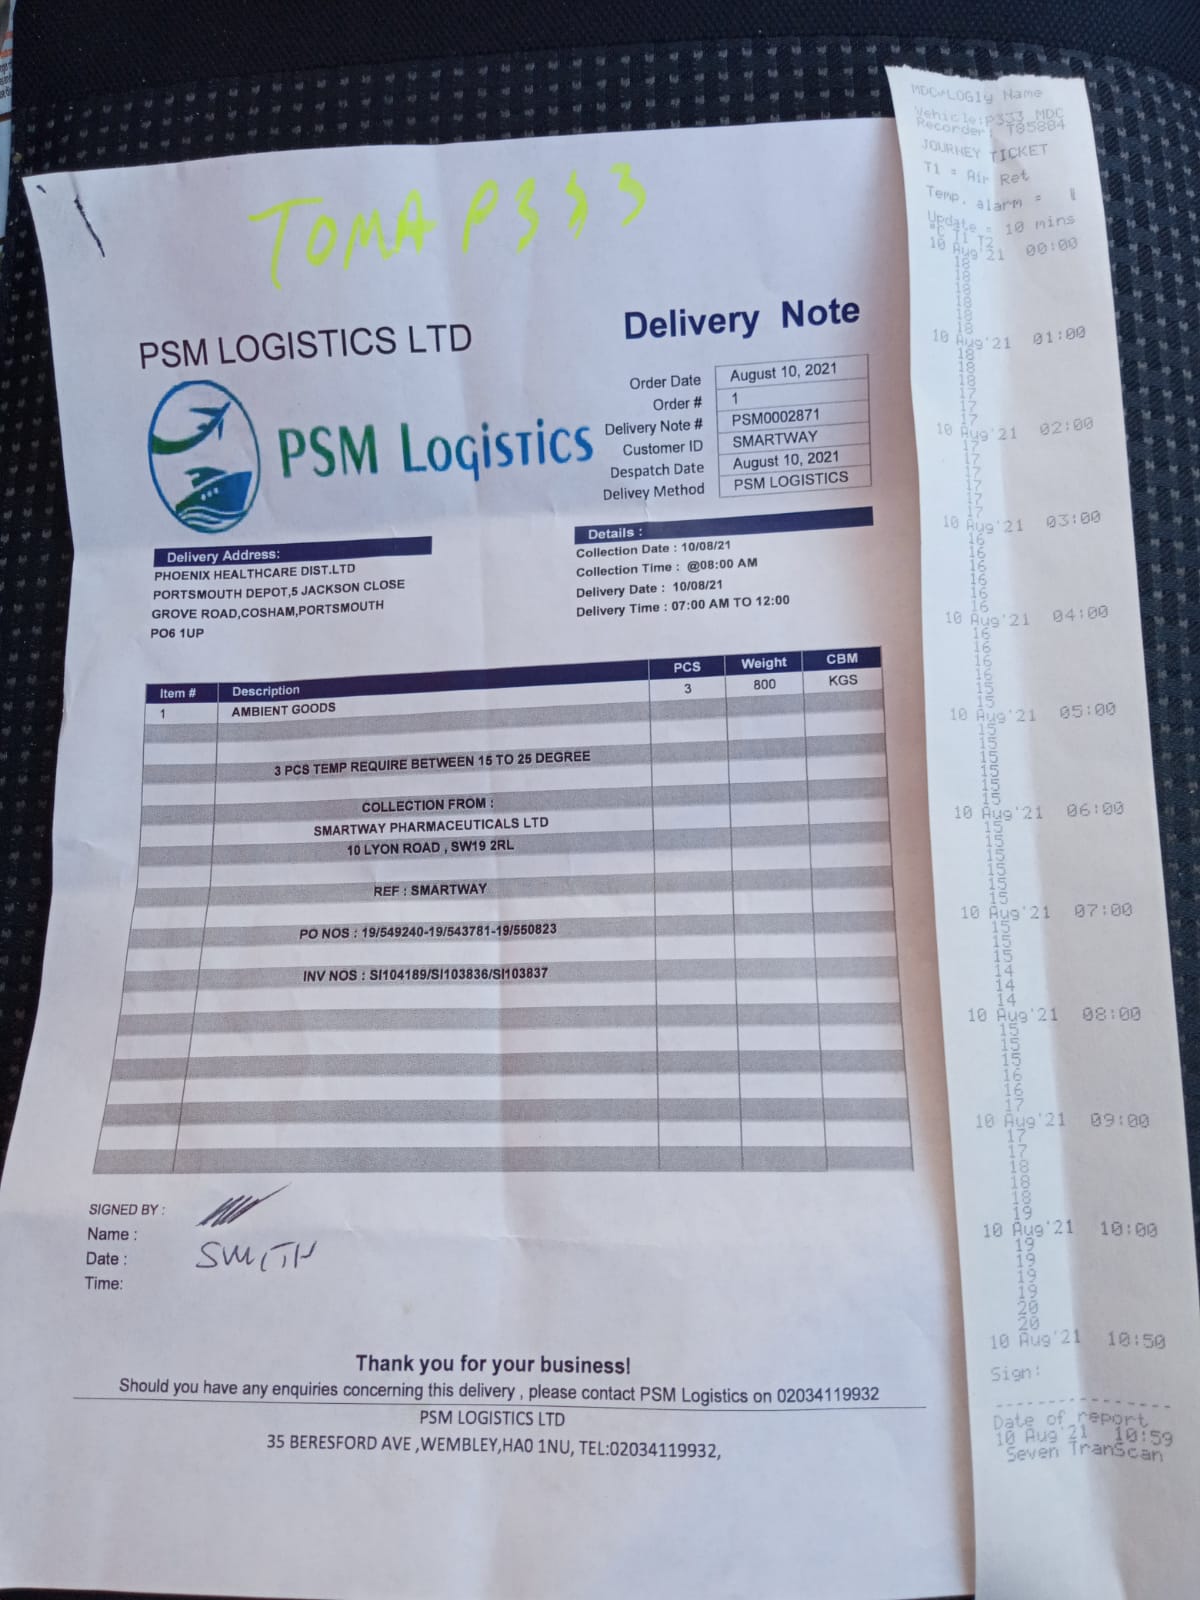 TOMA P333
PSM LOGISTICS LTD
PSM Logistics
Delivery Note
Order Date August 10, 2021
Order # 1
Delivery Note # PSM0002871
Customer ID SMARTWAY
Despatch Date August 10, 2021
Delivey Method PSM LOGISTICS
Delivery Address:
PHOENIX HEALTHCARE DIST.LTD
PORTSMOUTH DEPOT,5 JACKSON CLOSE
GROVE ROAD,COSHAM,PORTSMOUTH
PO6 1UP
Details :
Collection Date : 10/08/21
Collection Time : @08:00 AM
Delivery Date : 10/08/21
Delivery Time : 07:00 AM TO 12:00
Item # Description PCS Weight CBM
1 AMBIENT GOODS 3 800 KGS
3 PCS TEMP REQUIRE BETWEEN 15 TO 25 DEGREE
COLLECTION FROM :
SMARTWAY PHARMACEUTICALS LTD
10 LYON ROAD , SW19 2RL
REF : SMARTWAY
PO NOS : 19/549240-19/543781-19/550823
INV NOS : SI104189/SI103836/SI103837
SIGNED BY :
Name :
Date : SMITH
Time:
Thank you for your business!
Should you have any enquiries concerning this delivery , please contact PSM Logistics on 02034119932
PSM LOGISTICS LTD
35 BERESFORD AVE ,WEMBLEY,HA0 1NU, TEL:02034119932,
Name
Vehicle:P333 MDC
Recorder: T85804
JOURNEY TICKET
T1 = Air Ret
Temp. alarm =
Update = 10 mins
°C T1 T2
10 Aug'21 00:00
18
18
18
18
18
18
10 Aug'21 01:00
18
18
18
17
17
17
10 Aug'21 02:00
17
17
17
17
17
17
10 Aug'21 03:00
16
16
16
16
16
16
10 Aug'21 04:00
16
16
16
16
15
15
10 Aug'21 05:00
15
15
15
15
15
15
10 Aug'21 06:00
15
15
15
15
15
15
10 Aug'21 07:00
15
15
15
14
14
14
10 Aug'21 08:00
15
15
15
16
16
17
10 Aug'21 09:00
17
17
18
18
18
19
10 Aug'21 10:00
19
19
19
19
20
20
10 Aug'21 10:50
Sign:
Date of report
10 Aug'21 10:59
Seven TranScan